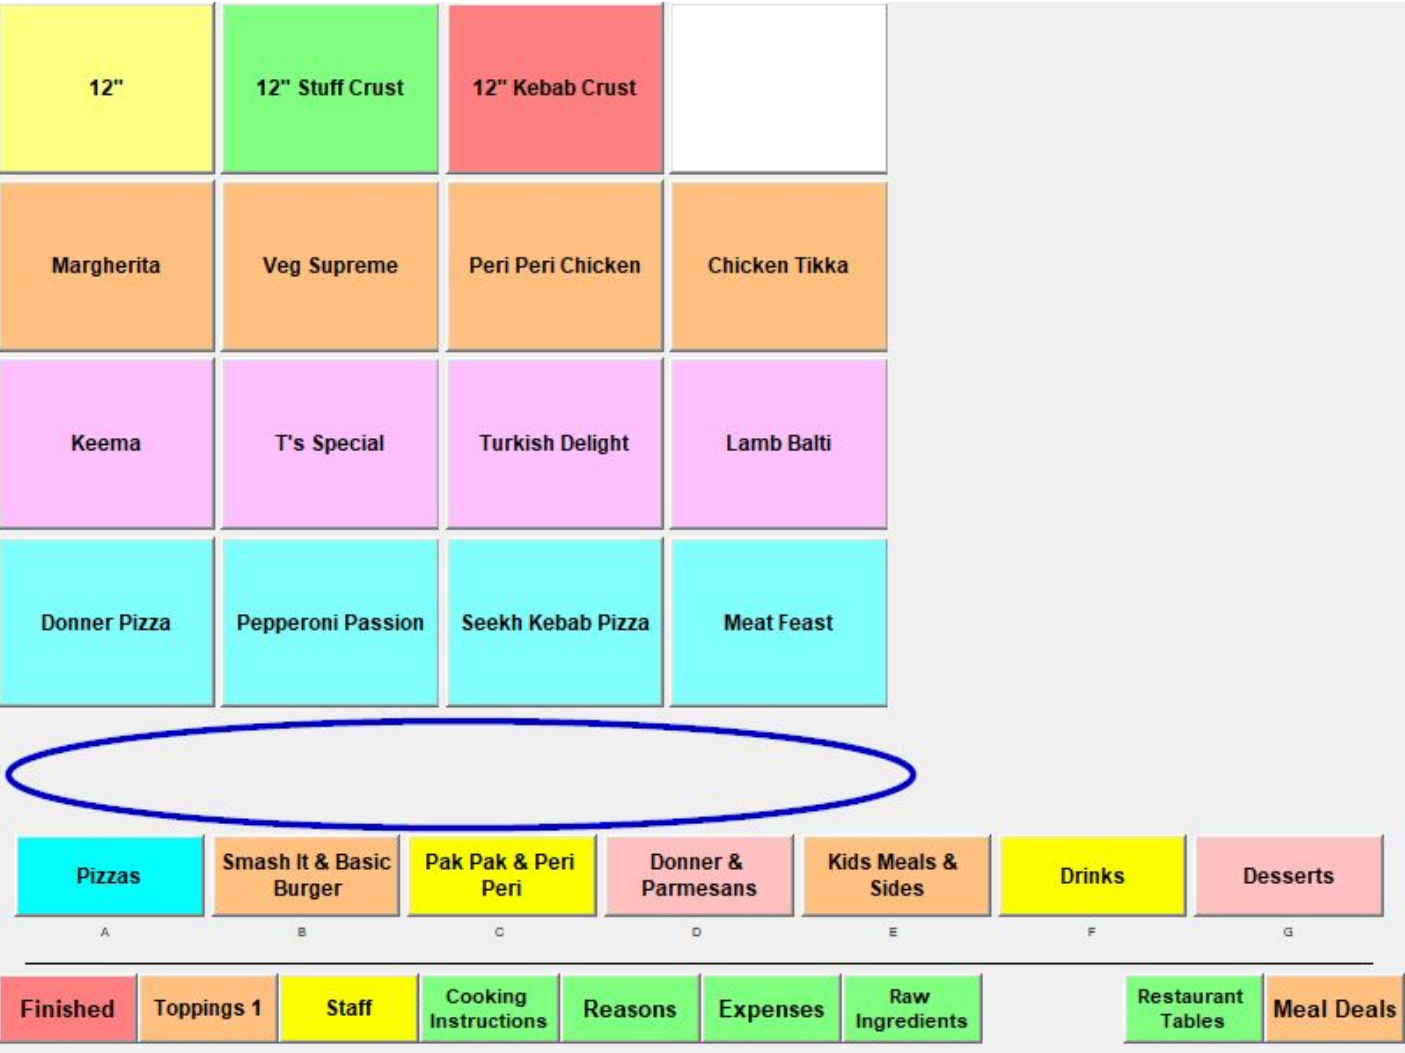 12"
12" Stuff Crust
12" Kebab Crust
Margherita
Veg Supreme
Peri Peri Chicken
Chicken Tikka
Keema
T's Special
Turkish Delight
Lamb Balti
Donner Pizza
Pepperoni Passion
Seekh Kebab Pizza
Meat Feast
Pizzas
Smash It & Basic
Burger
Pak Pak & Peri
Peri
Donner &
Parmesans
Kids Meals &
Sides
Drinks
Desserts
A
B
C
D
E
F
G
Finished
Toppings 1
Staff
Cooking
Instructions
Reasons
Expenses
Raw
Ingredients
Restaurant
Tables
Meal Deals